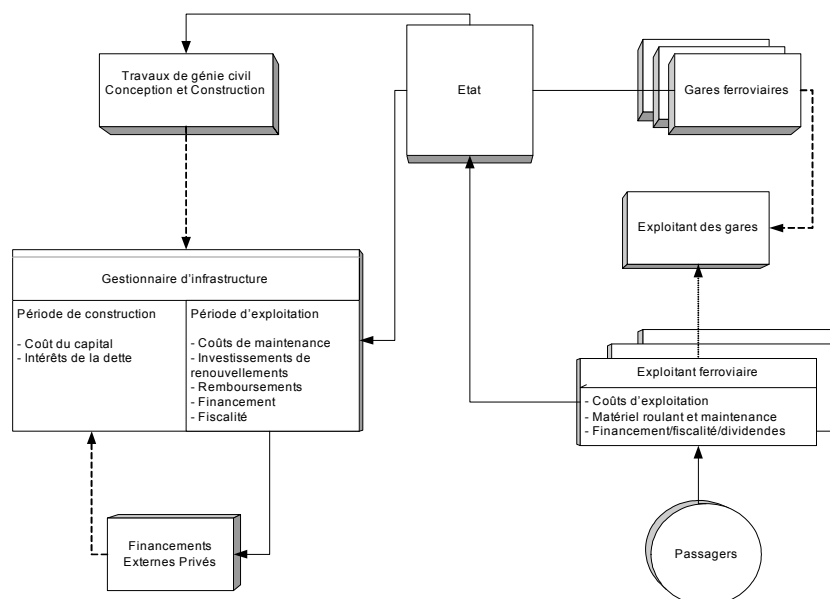 Travaux de génie civil
Conception et Construction
Etat
Gares ferroviaires
Exploitant des gares
Gestionnaire d'infrastructure
Période de construction
- Coût du capital
- Intérêts de la dette
Période d'exploitation
- Coûts de maintenance
- Investissements de
renouvellements
- Remboursements
- Financement
- Fiscalité
Exploitant ferroviaire
- Coûts d'exploitation
- Matériel roulant et maintenance
- Financement/fiscalité/dividendes
Financements
Externes Privés
Passagers